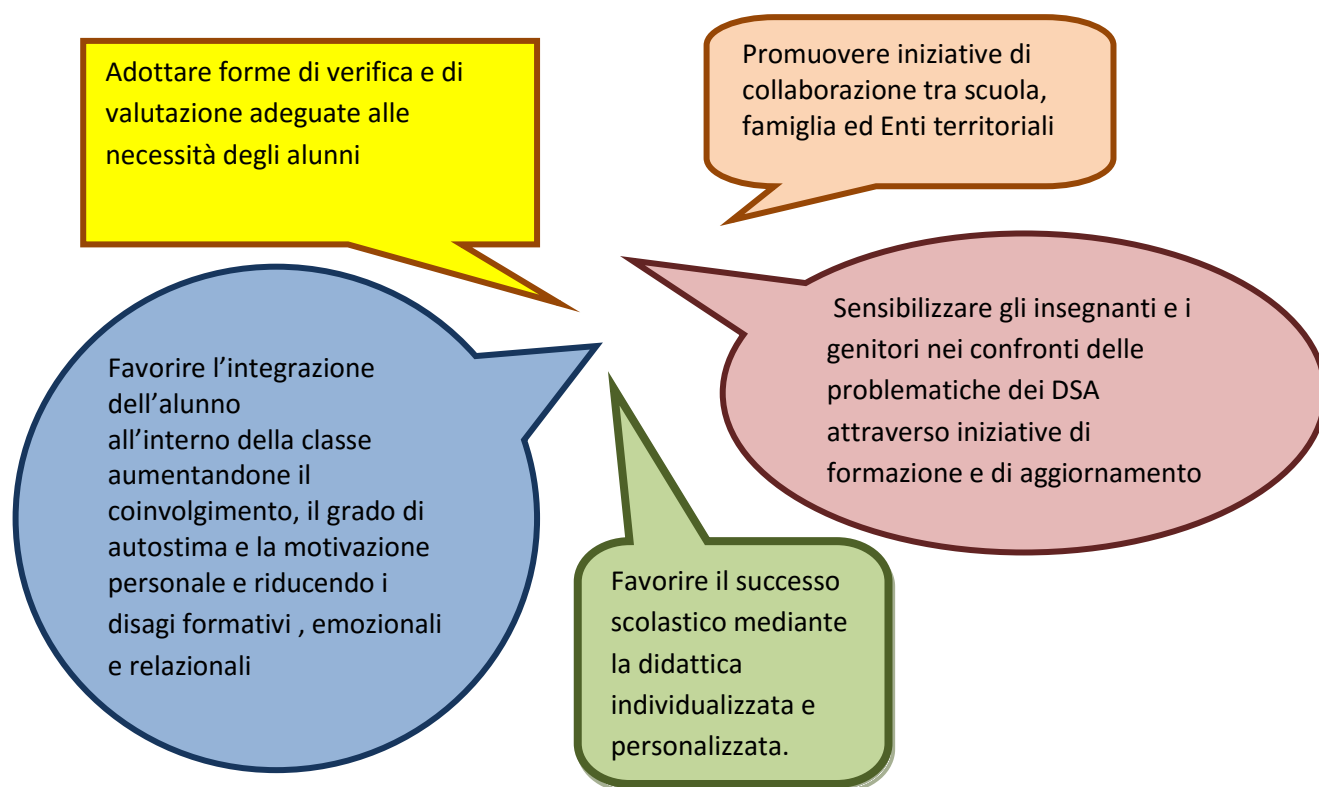 Adottare forme di verifica e di
valutazione adeguate alle
necessità degli alunni
Promuovere iniziative di
collaborazione tra scuola,
famiglia ed Enti territoriali
Favorire l’integrazione
dell’alunno
all’interno della classe
aumentandone il
coinvolgimento, il grado di
autostima e la motivazione
personale e riducendo i
disagi formativi , emozionali
e relazionali
Sensibilizzare gli insegnanti e i
genitori nei confronti delle
problematiche dei DSA
attraverso iniziative di
formazione e di aggiornamento
Favorire il successo
scolastico mediante
la didattica
individualizzata e
personalizzata.